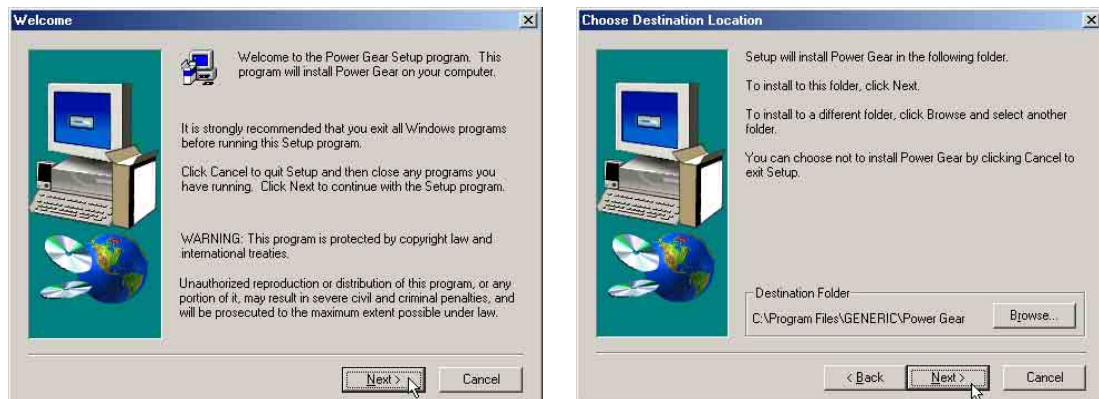 Welcome
Welcome to the Power Gear Setup program. This
program will install Power Gear on your computer.
It is strongly recommended that you exit all Windows programs
before running this Setup program.
Click Cancel to quit Setup and then close any programs you
have running. Click Next to continue with the Setup program.
WARNING: This program is protected by copyright law and
international treaties.
Unauthorized reproduction or distribution of this program, or any
portion of it, may result in severe civil and criminal penalties, and
will be prosecuted to the maximum extent possible under law.
Next >
Cancel
Choose Destination Location
Setup will install Power Gear in the following folder.
To install to this folder, click Next.
To install to a different folder, click Browse and select another
folder.
You can choose not to install Power Gear by clicking Cancel to
exit Setup.
Destination Folder
C:\Program Files\GENERIC\Power Gear
Browse...
< Back
Next >
Cancel